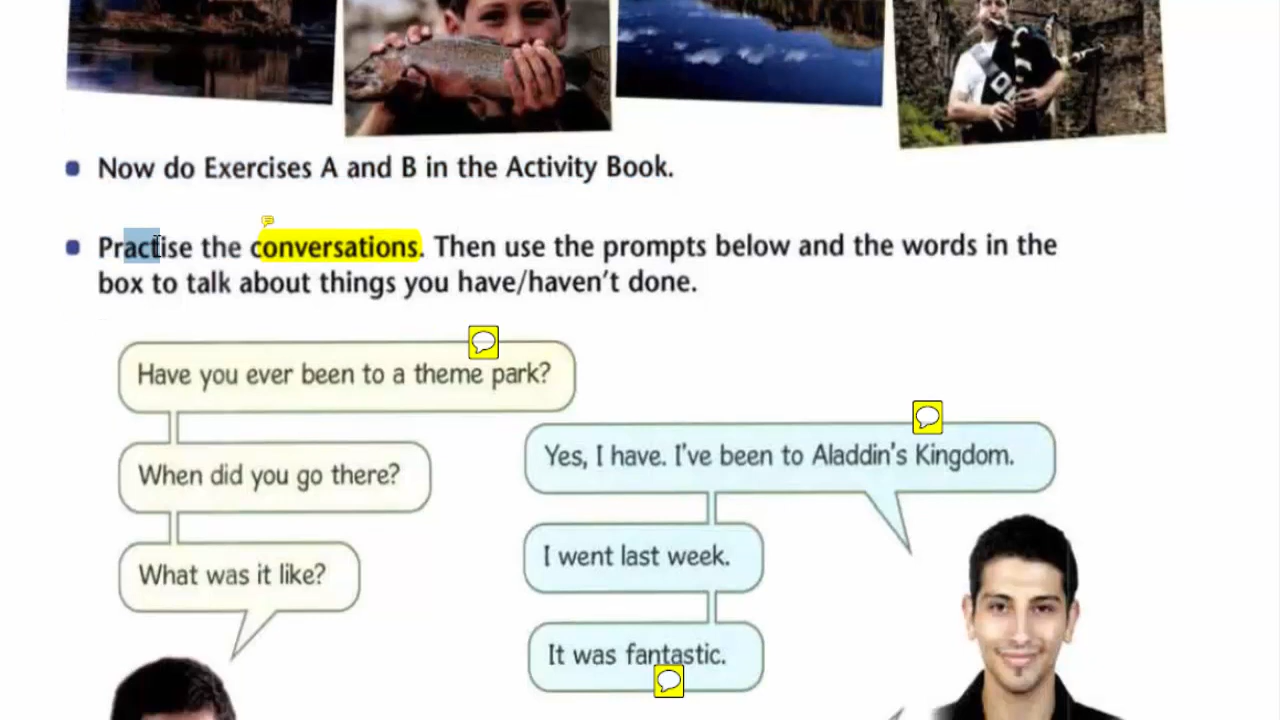 Now do Exercises A and B in the Activity Book.
Practise the conversations. Then use the prompts below and the words in the
box to talk about things you have/haven't done.
Have you ever been to a theme park?
Yes, I have. I've been to Aladdin's Kingdom.
When did you go there?
I went last week.
What was it like?
It was fantastic.